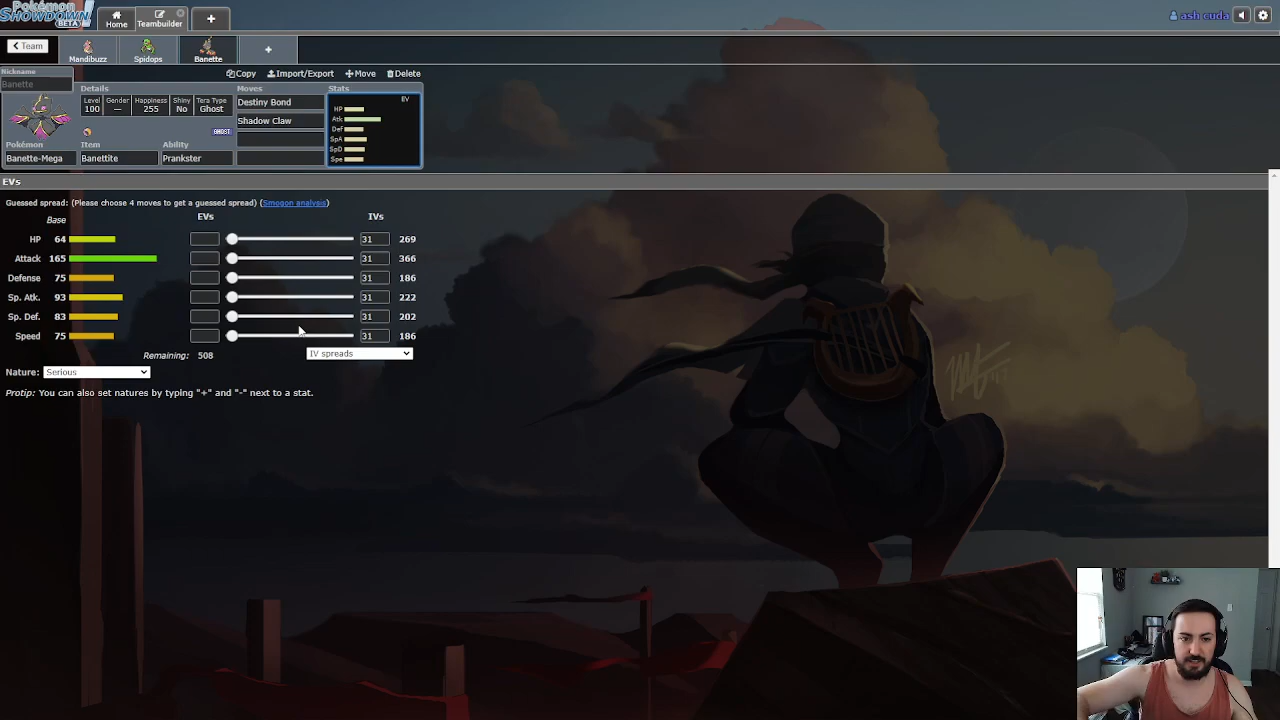 Pokémon
SHOWDOWN!
BETA
Home
Teambuilder
+
ash cuda
< Team
Mandibuzz
Spidops
Banette
+
Nickname
Banette
Copy Import/Export Move Delete
Details
Level Gender Happiness Shiny Tera Type
100 — 255 No Ghost
GHOST
Pokémon Item Ability
Banette-Mega Banettite Prankster
Moves
Destiny Bond
Shadow Claw
Stats
EV
HP
Atk
Def
SpA
SpD
Spe
EVs
Guessed spread: (Please choose 4 moves to get a guessed spread) (Smogon analysis)
Base EVs IVs
HP 64 31 269
Attack 165 31 366
Defense 75 31 186
Sp. Atk. 93 31 222
Sp. Def. 83 31 202
Speed 75 31 186
Remaining: 508 IV spreads
Nature: Serious
Protip: You can also set natures by typing "+" and "-" next to a stat.